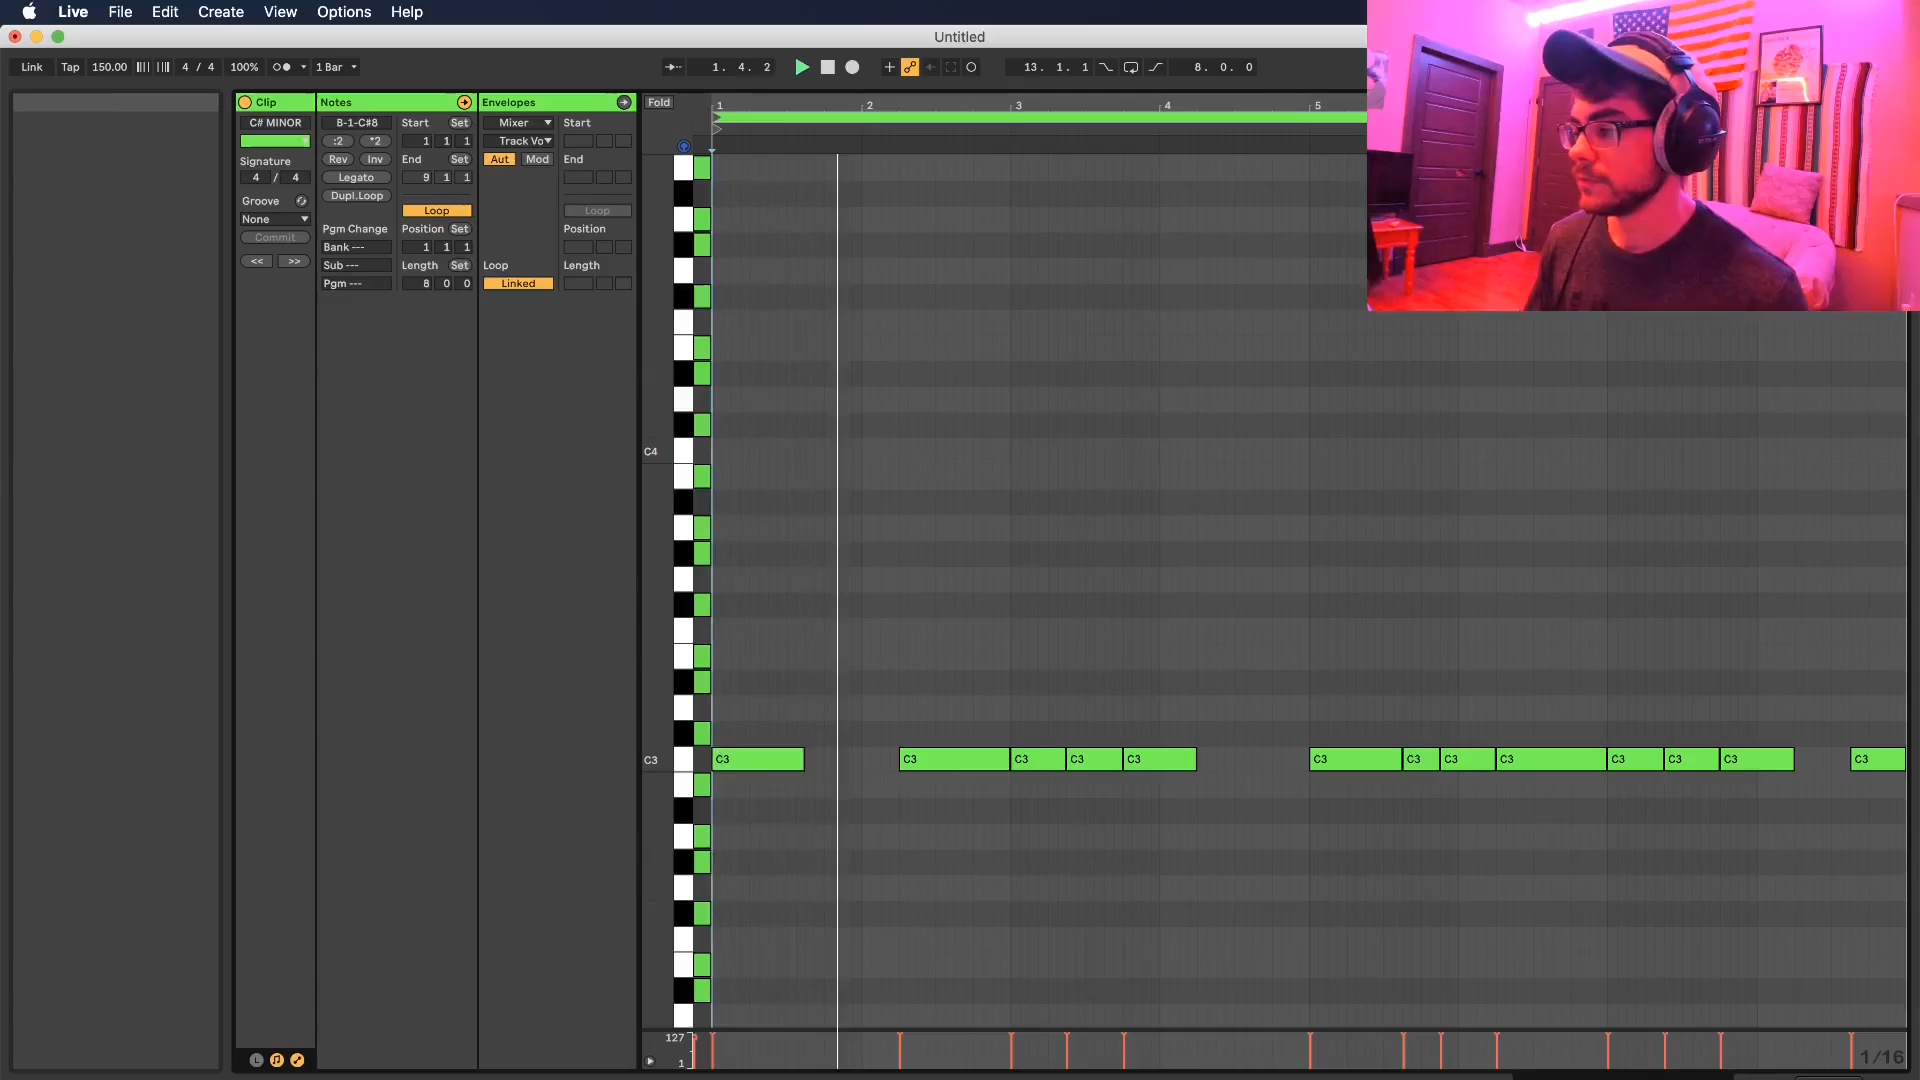 Live File Edit Create View Options Help
Untitled
Link Tap 150.00 4 / 4 100% 1 Bar 1. 4. 2 13. 1. 1 8. 0. 0
Clip Notes Envelopes Fold 1 2 3 4 5
C# MINOR B-1-C#8 Start Set Mixer Start
:2 *2 1 1 1 Track Vo
Signature Rev Inv End Set Aut Mod End
4 / 4 Legato 9 1 1
Groove Dupl.Loop
None Loop Loop
Commit Pgm Change Position Set Position
<< >> Bank --- 1 1 1
Sub --- Length Set Loop Length
Pgm --- 8 0 0 Linked
C4
C3 C3 C3 C3 C3 C3 C3 C3 C3 C3 C3 C3 C3 C3
127
1 1/16